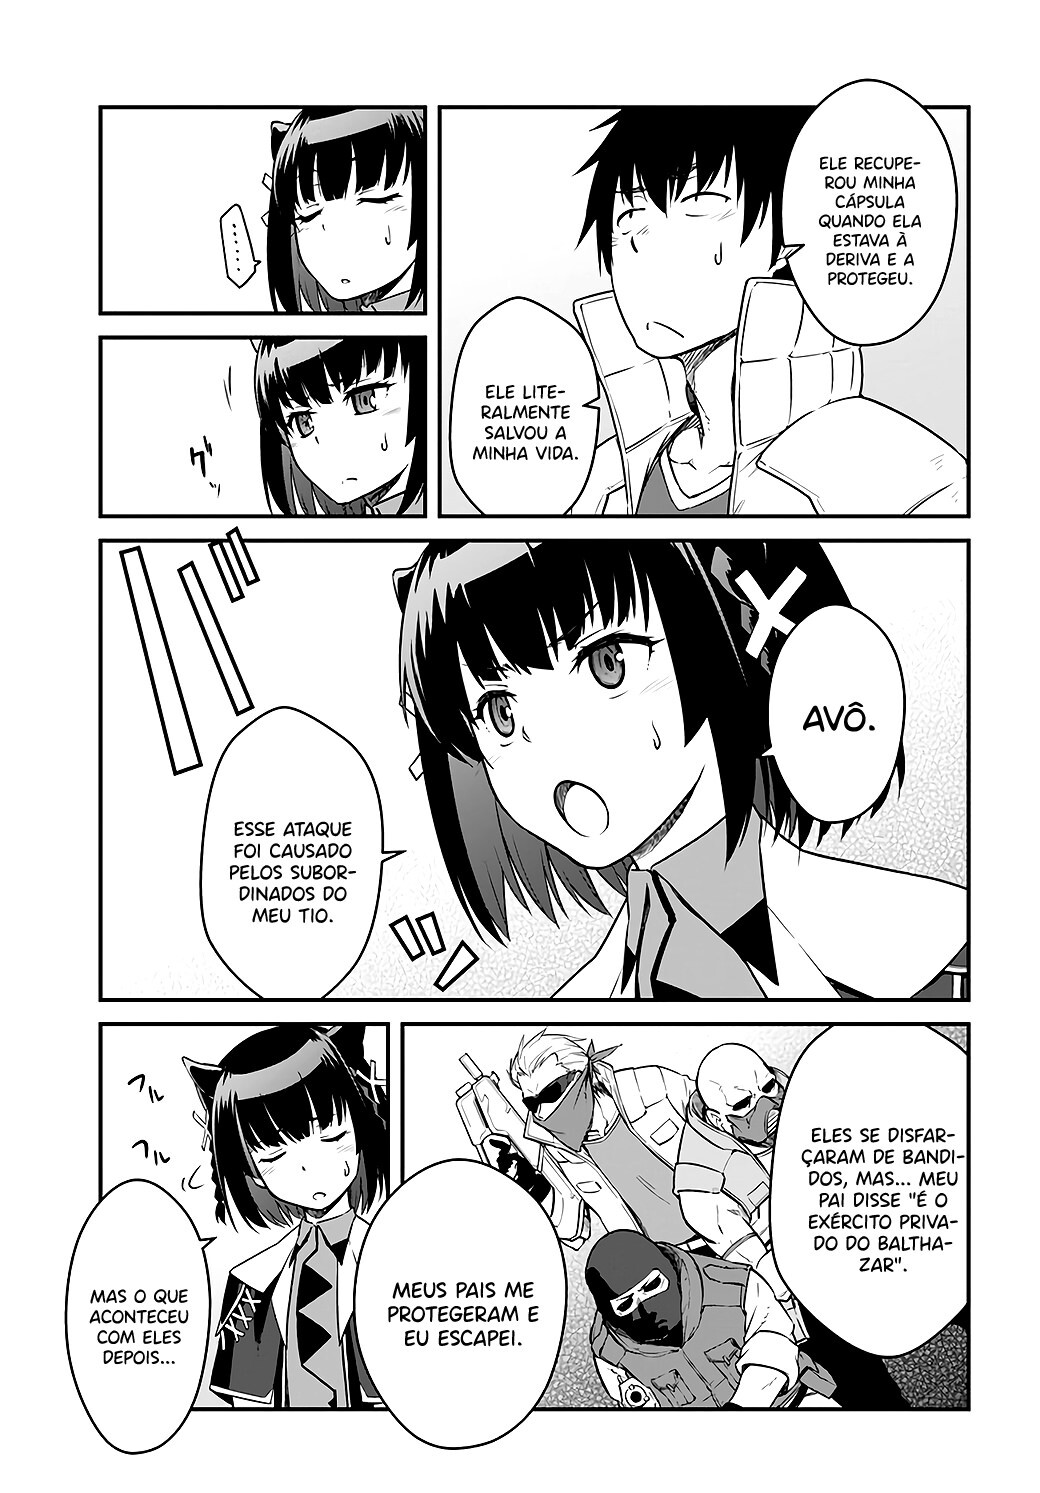 ELE RECUPE-
ROU MINHA
CÁPSULA
QUANDO ELA
ESTAVA À
DERIVA E A
PROTEGEU.
ELE LITE-
RALMENTE
SALVOU A
MINHA VIDA.
......
グッ
AVÔ.
ESSE ATAQUE
FOI CAUSADO
PELOS SUBOR-
DINADOS DO
MEU TIO.
ELES SE DISFAR-
ÇARAM DE BANDI-
DOS, MAS... MEU
PAI DISSE "É O
EXÉRCITO PRIVA-
DO DO BALTHA-
ZAR".
MEUS PAIS ME
PROTEGERAM E
EU ESCAPEI.
フル
フル
MAS O QUE
ACONTECEU
COM ELES
DEPOIS...